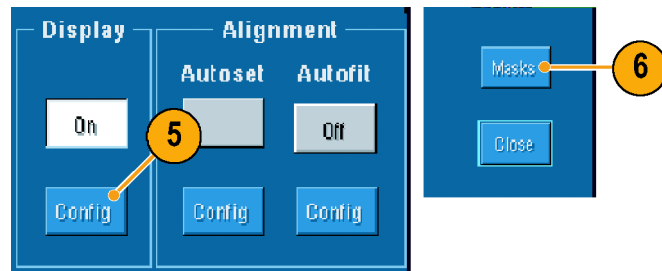 Display
Alignment
Autoset
Autofit
On
5
Off
Config
Config
Config
Masks
6
Close